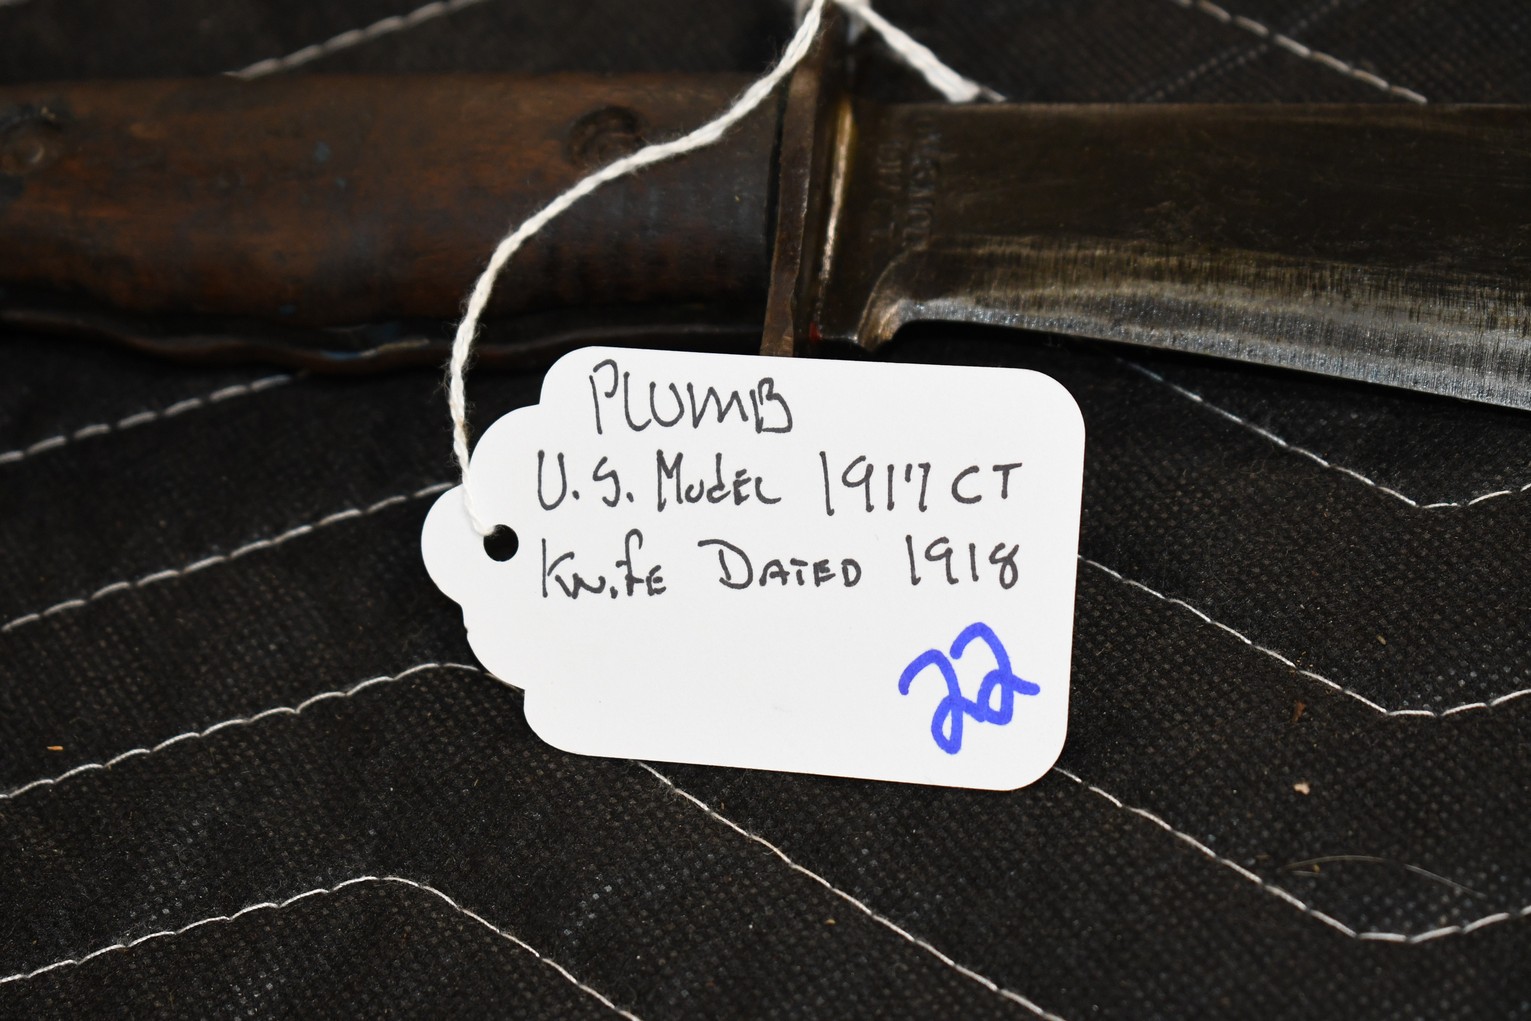 PLUMB
U.S. MODEL 1917 CT
KNIFE DATED 1918
22